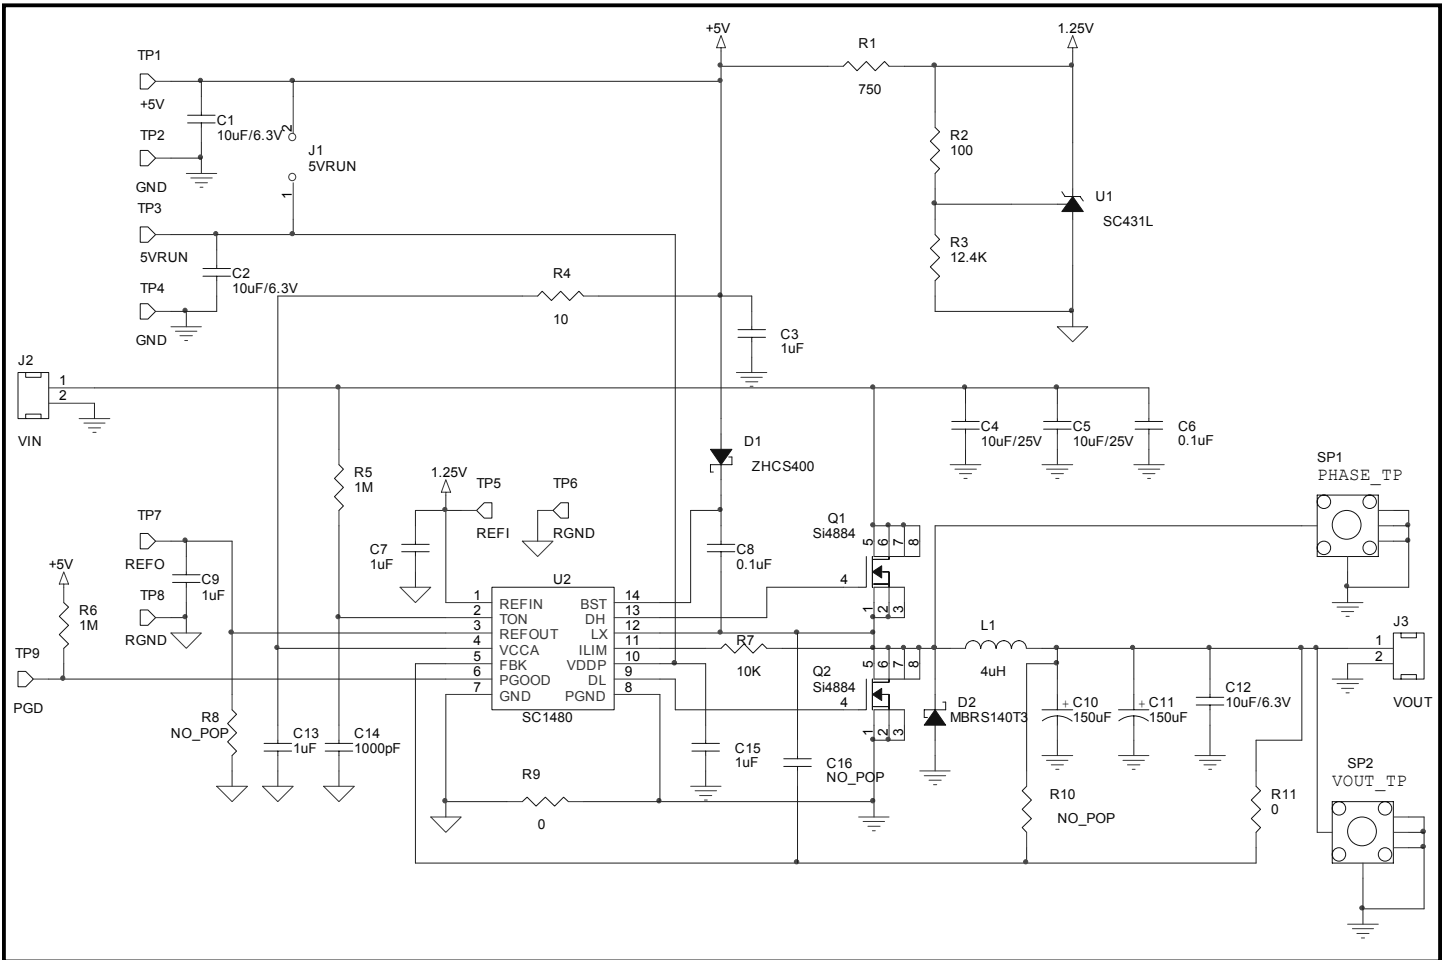 +5V
R1
750
1.25V
TP1
+5V
C1
10uF/6.3V
TP2
GND
2
J1
5VRUN
1
R2
100
U1
SC431L
R3
12.4K
TP3
5VRUN
C2
10uF/6.3V
TP4
GND
R4
10
C3
1uF
J2
1
2
VIN
C4
10uF/25V
C5
10uF/25V
C6
0.1uF
D1
ZHCS400
R5
1M
1.25V
TP5
REFI
TP6
RGND
SP1
PHASE_TP
TP7
REFO
C9
1uF
TP8
RGND
C7
1uF
C8
0.1uF
Q1
Si4884
5
6
7
8
4
1
2
3
+5V
R6
1M
TP9
PGD
U2
1
REFIN
BST
14
2
TON
DH
13
3
REFOUT
LX
12
4
VCCA
ILIM
11
5
FBK
VDDP
10
6
PGOOD
DL
9
7
GND
PGND
8
SC1480
R7
10K
Q2
Si4884
5
6
7
8
4
1
2
3
L1
4uH
J3
1
2
VOUT
D2
MBRS140T3
+
C10
150uF
+
C11
150uF
C12
10uF/6.3V
R8
NO_POP
C13
1uF
C14
1000pF
C15
1uF
C16
NO_POP
R9
0
R10
NO_POP
R11
0
SP2
VOUT_TP